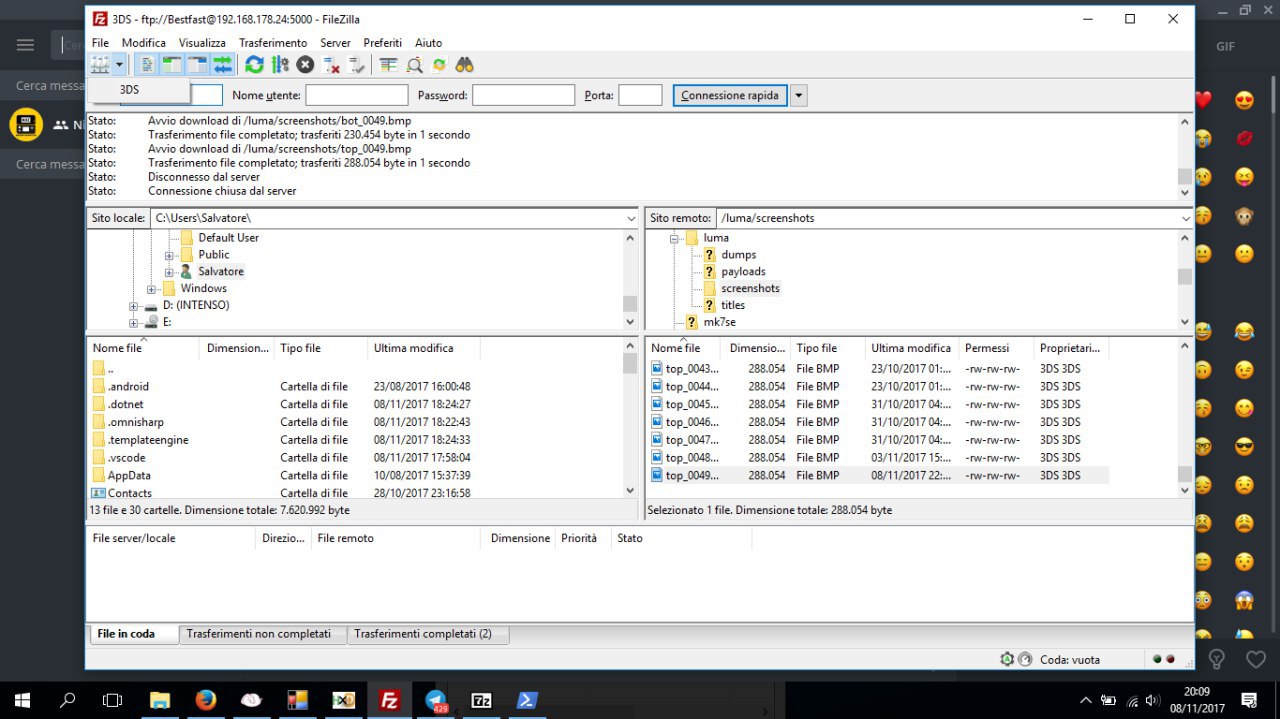 3DS - ftp://Bestfast@192.168.178.24:5000 - FileZilla
File Modifica Visualizza Trasferimento Server Preferiti Aiuto
GIF
Cerca messa
3DS
Nome utente: Password: Porta: Connessione rapida
Stato: Avvio download di /luma/screenshots/bot_0049.bmp
Stato: Trasferimento file completato; trasferiti 230.454 byte in 1 secondo
Stato: Avvio download di /luma/screenshots/top_0049.bmp
Stato: Trasferimento file completato; trasferiti 288.054 byte in 1 secondo
Stato: Disconnesso dal server
Stato: Connessione chiusa dal server
Cerca messa
Sito locale: C:\Users\Salvatore\
Default User
Public
Salvatore
Windows
D: (INTENSO)
E:
Sito remoto: /luma/screenshots
luma
dumps
payloads
screenshots
titles
mk7se
Nome file Dimension... Tipo file Ultima modifica
..
.android Cartella di file 23/08/2017 16:00:48
.dotnet Cartella di file 08/11/2017 18:24:27
.omnisharp Cartella di file 08/11/2017 18:22:43
.templateengine Cartella di file 08/11/2017 18:24:33
.vscode Cartella di file 08/11/2017 17:58:04
AppData Cartella di file 10/08/2017 15:37:39
Contacts Cartella di file 28/10/2017 23:16:58
13 file e 30 cartelle. Dimensione totale: 7.620.992 byte
Nome file Dimensio... Tipo file Ultima modifica Permessi Proprietari...
top_0043... 288.054 File BMP 23/10/2017 01:... -rw-rw-rw- 3DS 3DS
top_0044... 288.054 File BMP 23/10/2017 01:... -rw-rw-rw- 3DS 3DS
top_0045... 288.054 File BMP 31/10/2017 04:... -rw-rw-rw- 3DS 3DS
top_0046... 288.054 File BMP 31/10/2017 04:... -rw-rw-rw- 3DS 3DS
top_0047... 288.054 File BMP 31/10/2017 04:... -rw-rw-rw- 3DS 3DS
top_0048... 288.054 File BMP 03/11/2017 15:... -rw-rw-rw- 3DS 3DS
top_0049... 288.054 File BMP 08/11/2017 22:... -rw-rw-rw- 3DS 3DS
Selezionato 1 file. Dimensione totale: 288.054 byte
File server/locale Direzio... File remoto Dimensione Priorità Stato
File in coda Trasferimenti non completati Trasferimenti completati (2)
Coda: vuota
429
20:09
08/11/2017